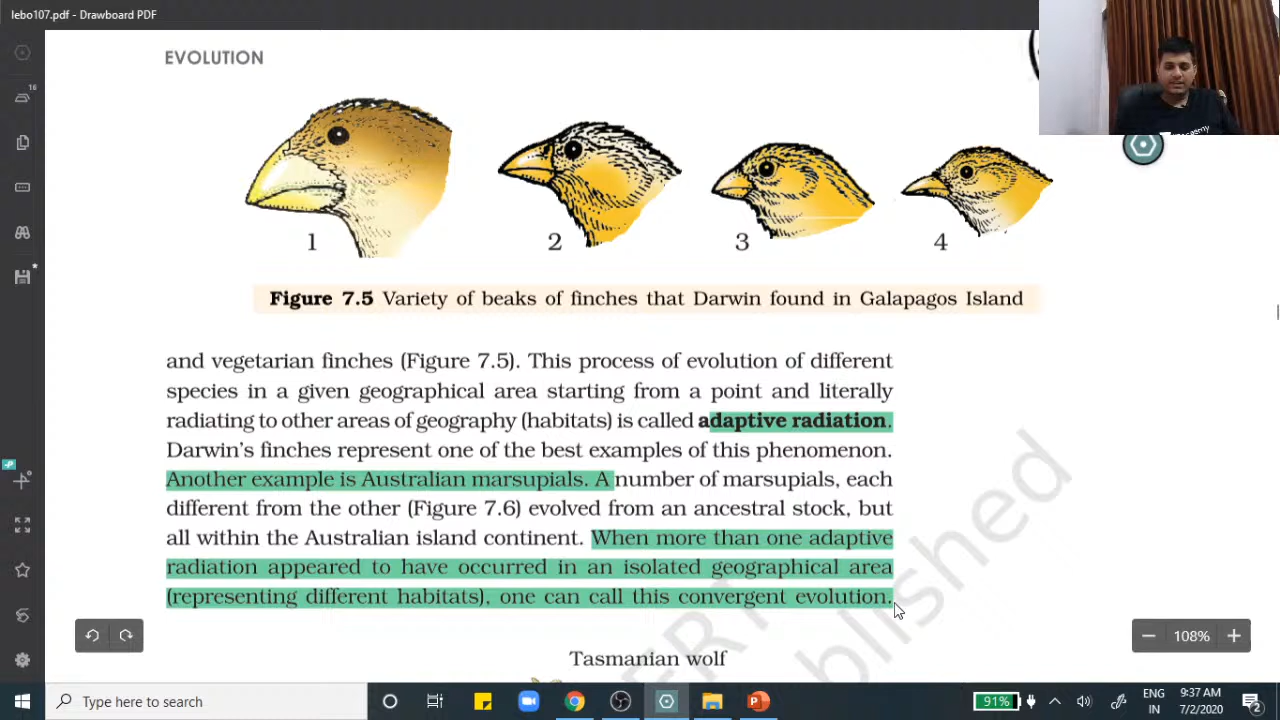 lebo107.pdf - Drawboard PDF
EVOLUTION
1 2 3 4
Figure 7.5 Variety of beaks of finches that Darwin found in Galapagos Island
and vegetarian finches (Figure 7.5). This process of evolution of different
species in a given geographical area starting from a point and literally
radiating to other areas of geography (habitats) is called adaptive radiation.
Darwin's finches represent one of the best examples of this phenomenon.
Another example is Australian marsupials. A number of marsupials, each
different from the other (Figure 7.6) evolved from an ancestral stock, but
all within the Australian island continent. When more than one adaptive
radiation appeared to have occurred in an isolated geographical area
(representing different habitats), one can call this convergent evolution.
Tasmanian wolf
108%
Type here to search
91%
ENG
IN
9:37 AM
7/2/2020
2
18